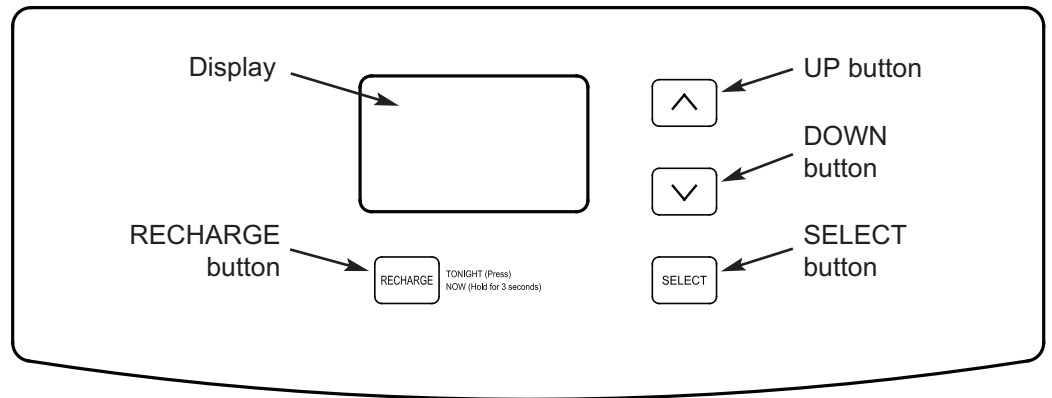 Display
UP button
DOWN
button
RECHARGE
button
RECHARGE
TONIGHT (Press)
NOW (Hold for 3 seconds)
SELECT
SELECT
button